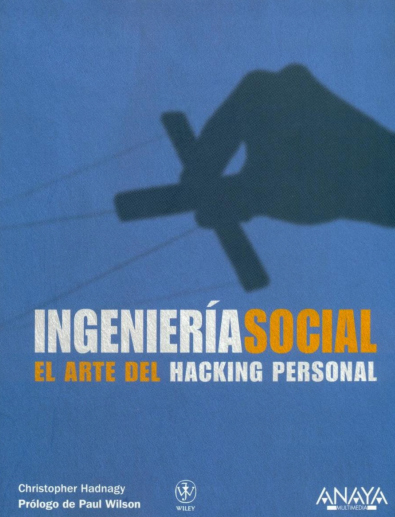 INGENIERÍASOCIAL
EL ARTE DEL HACKING PERSONAL
Christopher Hadnagy
Prólogo de Paul Wilson
WILEY
ANAYA
MULTIMEDIA